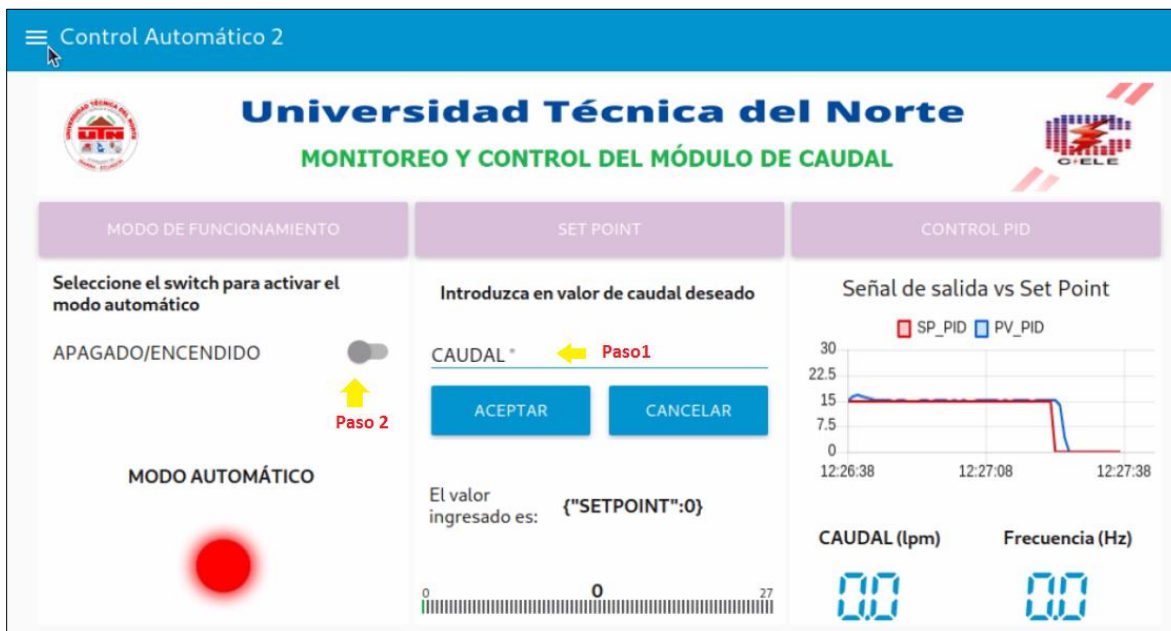 Control Automático 2
Universidad Técnica del Norte
MONITOREO Y CONTROL DEL MÓDULO DE CAUDAL
UTN
C·I·ELE
MODO DE FUNCIONAMIENTO
Seleccione el switch para activar el
modo automático
APAGADO/ENCENDIDO
Paso 2
MODO AUTOMÁTICO
SET POINT
Introduzca en valor de caudal deseado
CAUDAL *
Paso1
ACEPTAR
CANCELAR
El valor
ingresado es:
{"SETPOINT":0}
0
0
27
CONTROL PID
Señal de salida vs Set Point
SP_PID PV_PID
30
22.5
15
7.5
0
12:26:38 12:27:08 12:27:38
CAUDAL (lpm)
0.0
Frecuencia (Hz)
0.0